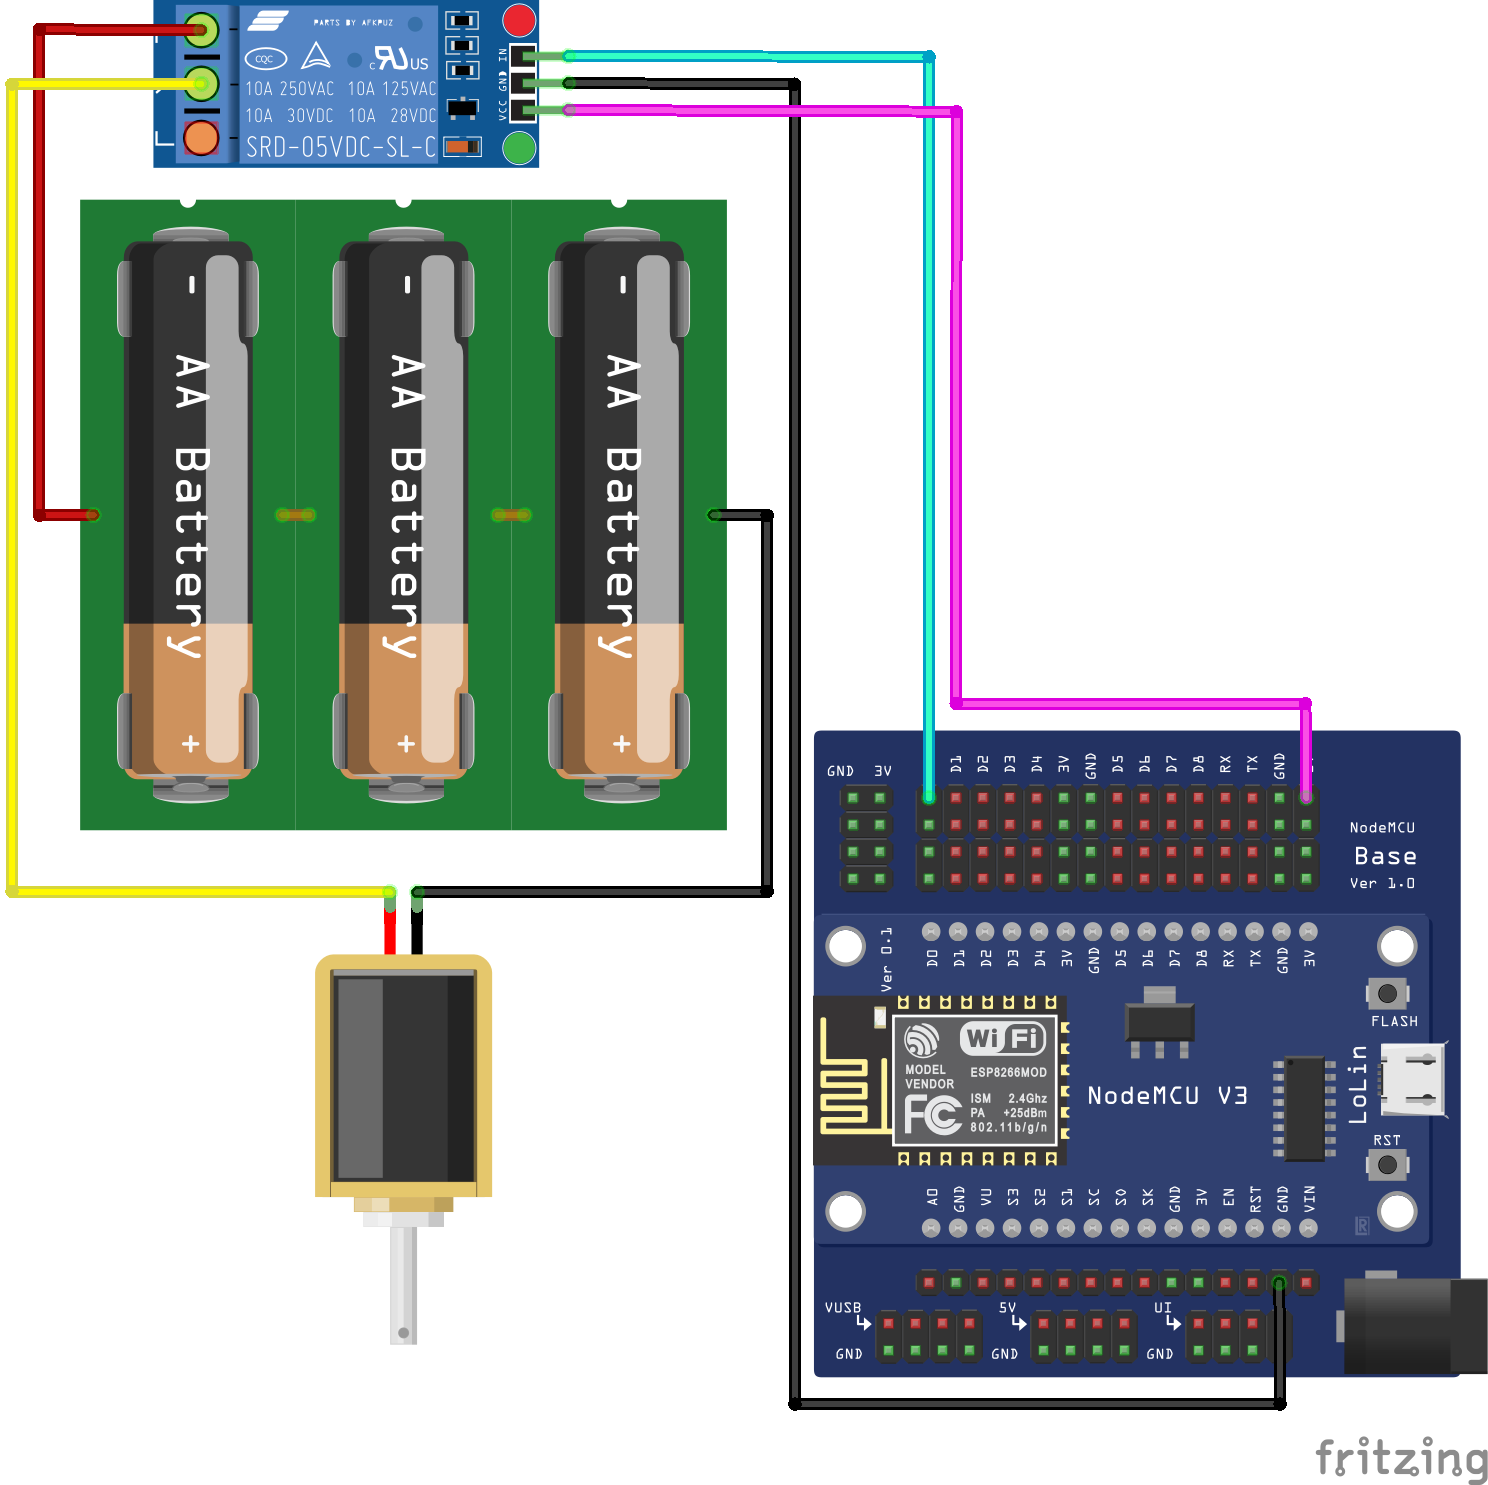 PARTS BY AFKPUZ
CQC
c RU US
IN
GND
VCC
10A 250VAC 10A 125VAC
10A 30VDC 10A 28VDC
SRD-05VDC-SL-C
- AA Battery +
- AA Battery +
- AA Battery +
GND 3V
D1 D2 D3 D4 3V GND D5 D6 D7 D8 RX TX GND
NodeMCU
Base
Ver 1.0
Ver 0.1
D0 D1 D2 D3 D4 3V GND D5 D6 D7 D8 RX TX GND 3V
FLASH
WiFi
MODEL
VENDOR
ESP8266MOD
FC
ISM 2.4Ghz
PA +25dBm
802.11b/g/n
NodeMCU V3
LoLin
RST
A0 GND VU S3 S2 S1 SC S0 SK GND 3V EN RST GND VIN
VUSB
GND
5V
GND
UI
GND
fritzing